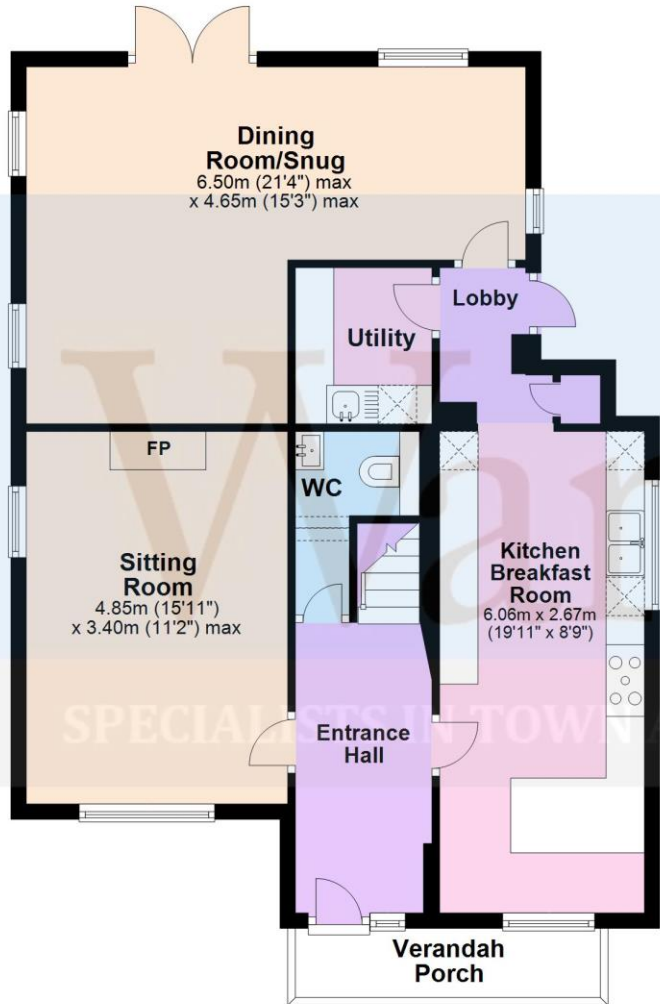 Dining
Room/Snug
6.50m (21'4") max
x 4.65m (15'3") max
Lobby
Utility
FP
WC
Sitting
Room
4.85m (15'11")
x 3.40m (11'2") max
Kitchen
Breakfast
Room
6.06m x 2.67m
(19'11" x 8'9")
Entrance
Hall
War
SPECIALISTS IN TOWN A
Verandah
Porch